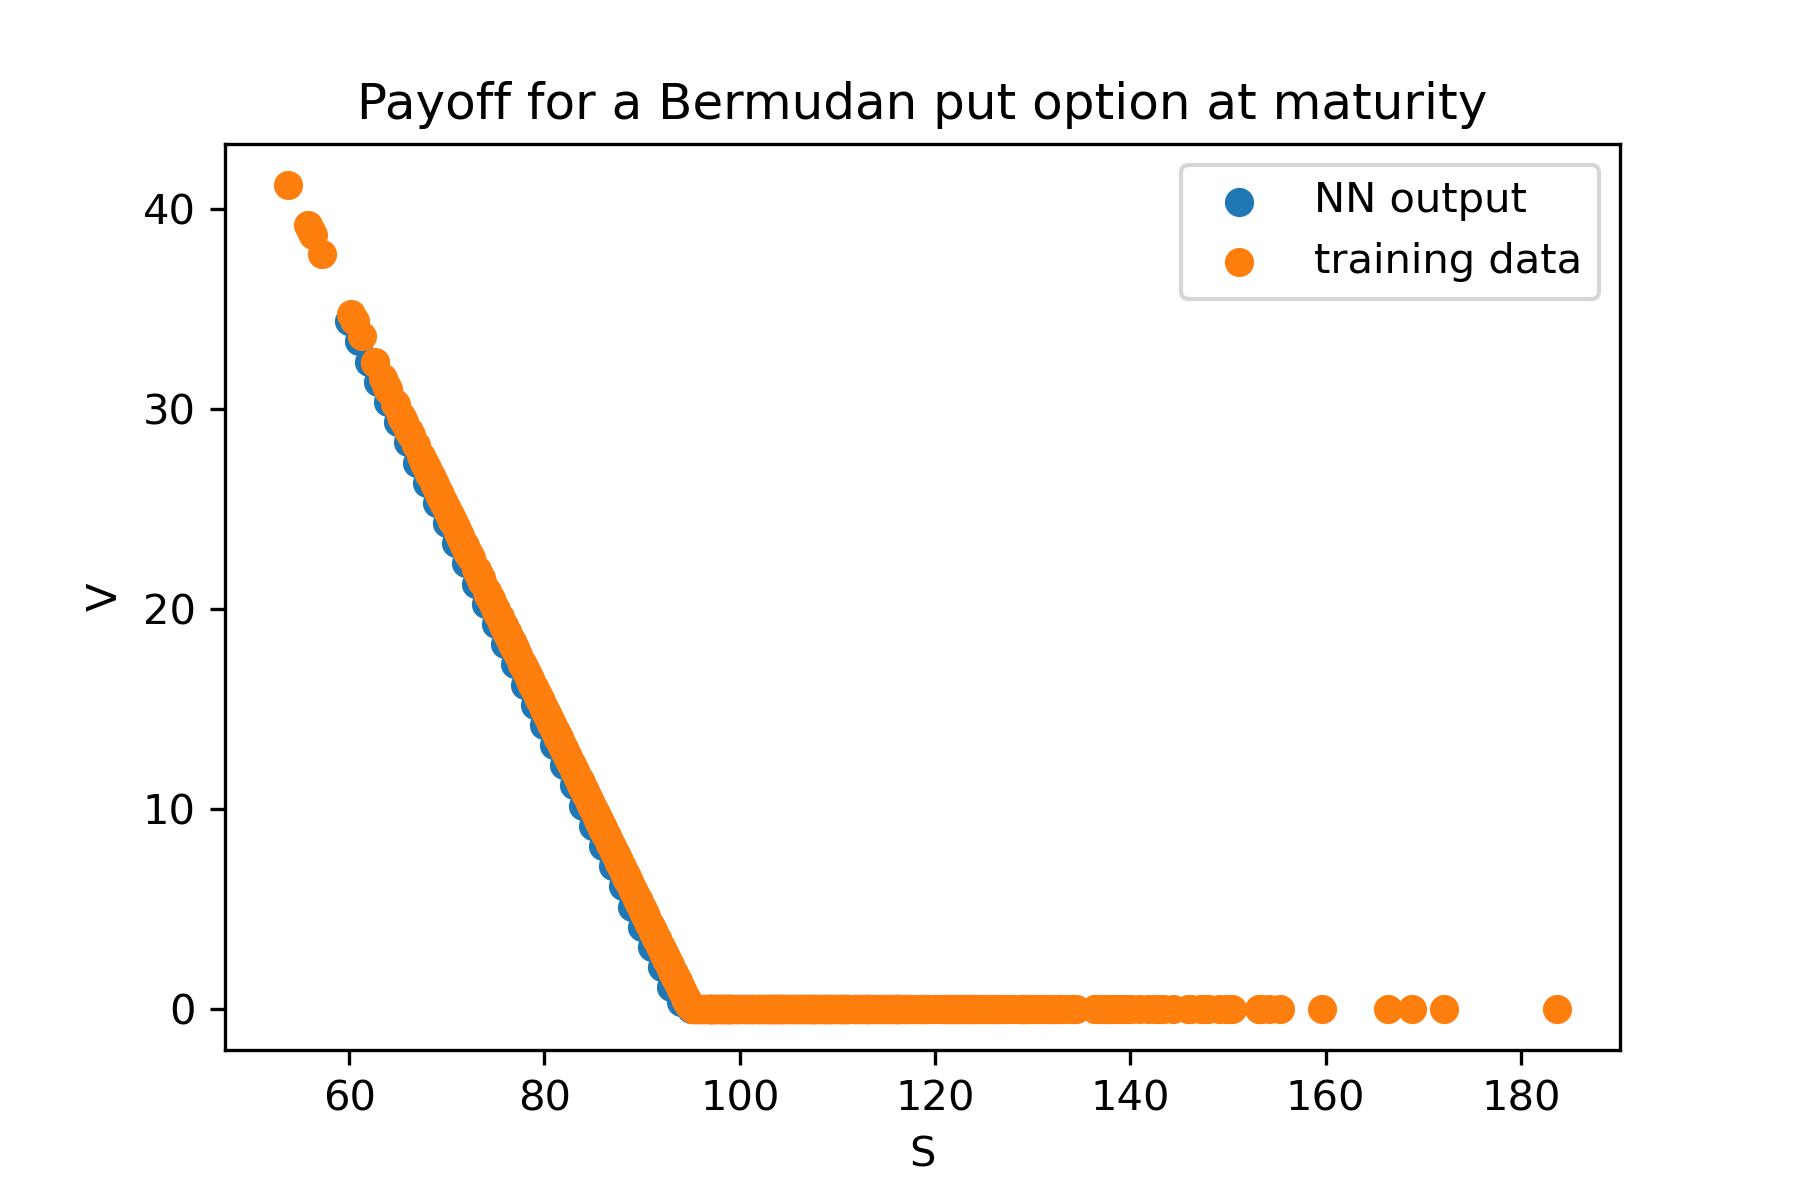 Payoff for a Bermudan put option at maturity
NN output
training data
40
30
20
10
0
V
60 80 100 120 140 160 180
S